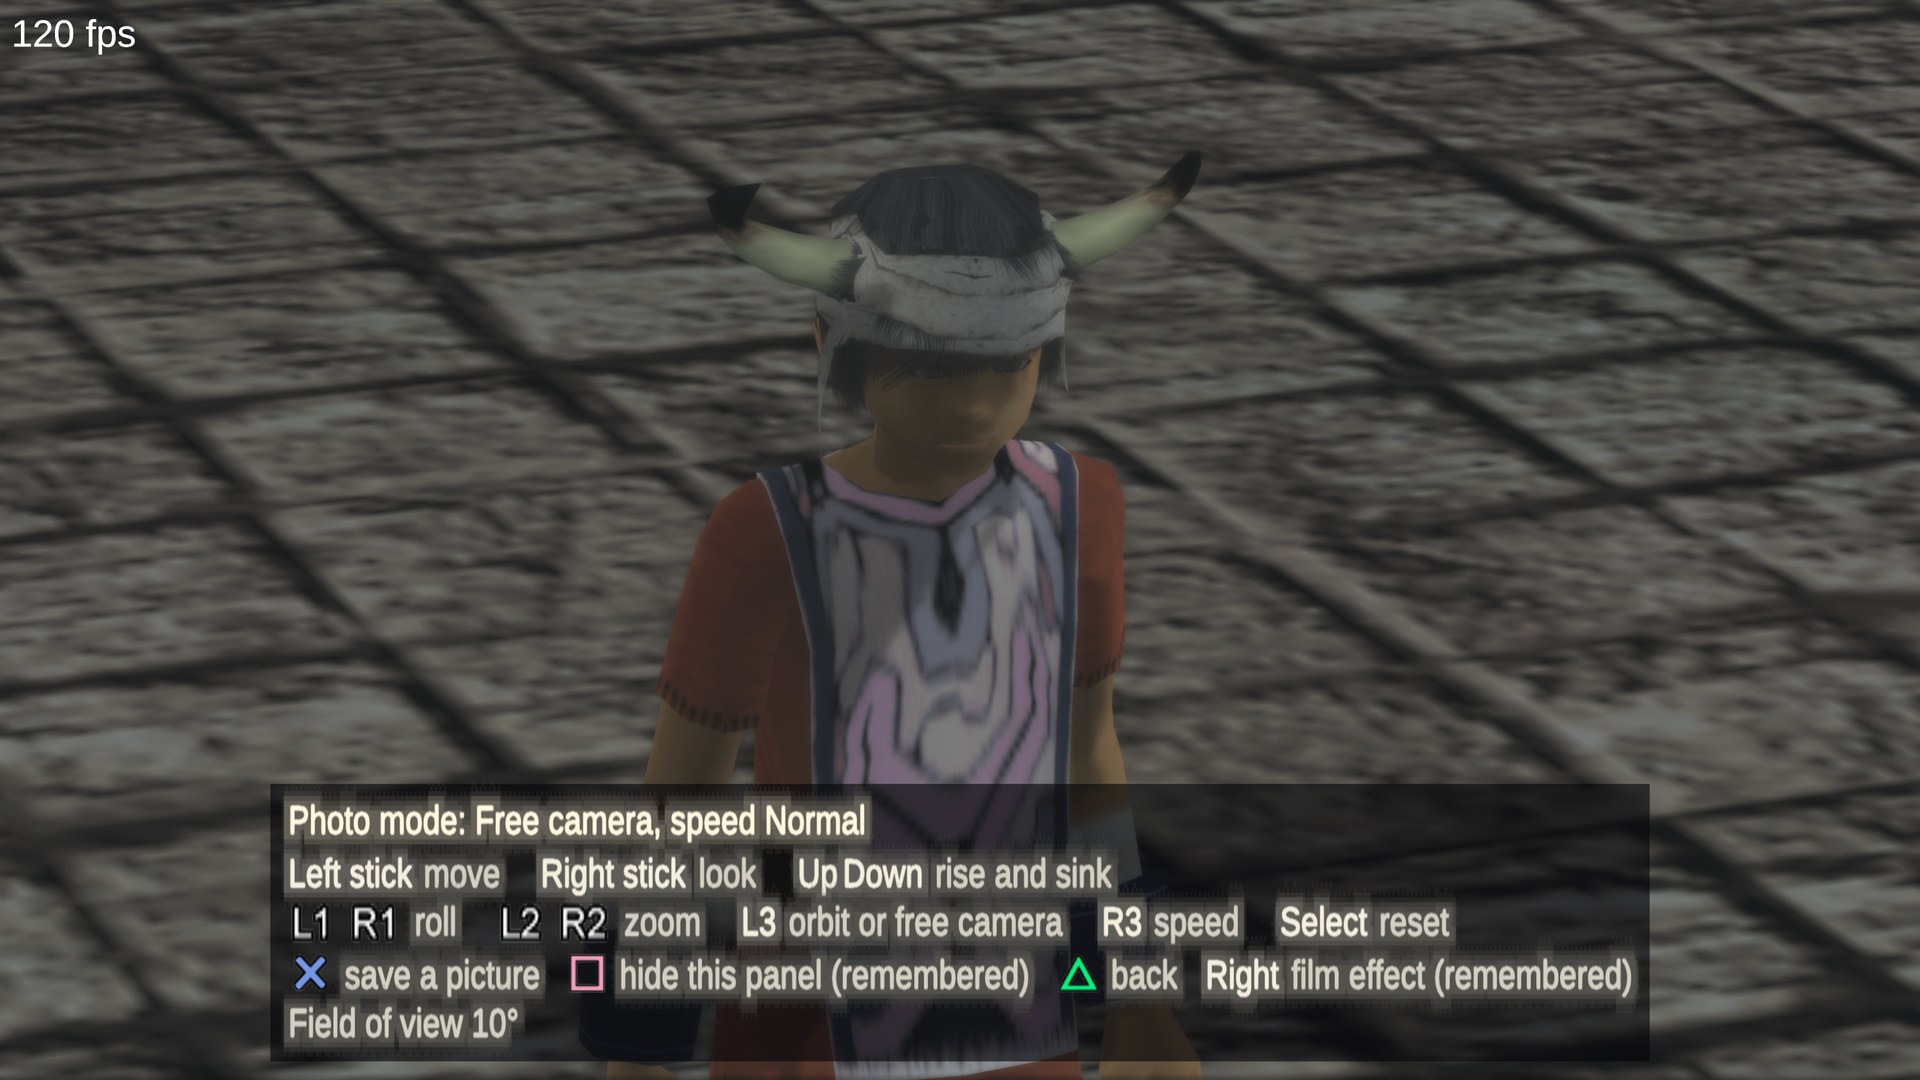 120 fps
Photo mode: Free camera, speed Normal
Left stick move Right stick look Up Down rise and sink
L1 R1 roll L2 R2 zoom L3 orbit or free camera R3 speed Select reset
save a picture hide this panel (remembered) back Right film effect (remembered)
Field of view 10°